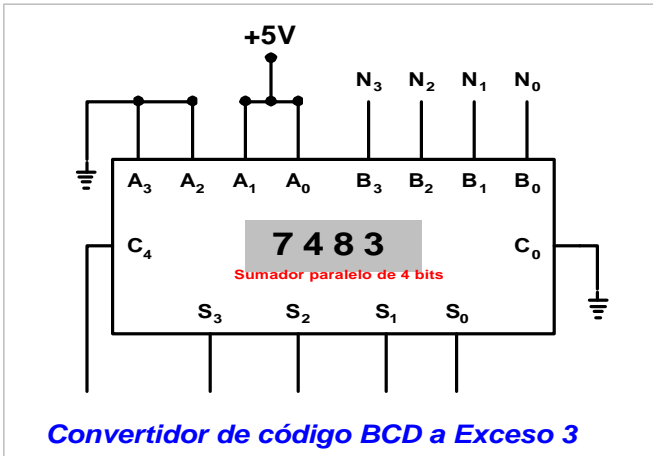 +5V
N3 N2 N1 N0
A3 A2 A1 A0 B3 B2 B1 B0
C4 7483 C0
Sumador paralelo de 4 bits
S3 S2 S1 S0
Convertidor de código BCD a Exceso 3